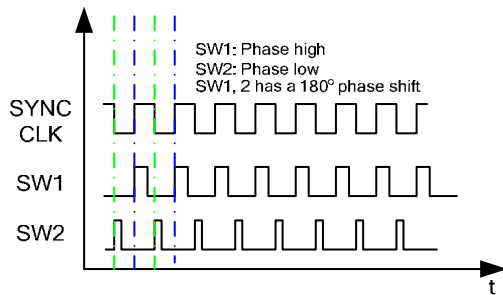 SW1: Phase high
SW2: Phase low
SW1, 2 has a 180° phase shift
SYNC
CLK
SW1
SW2
t